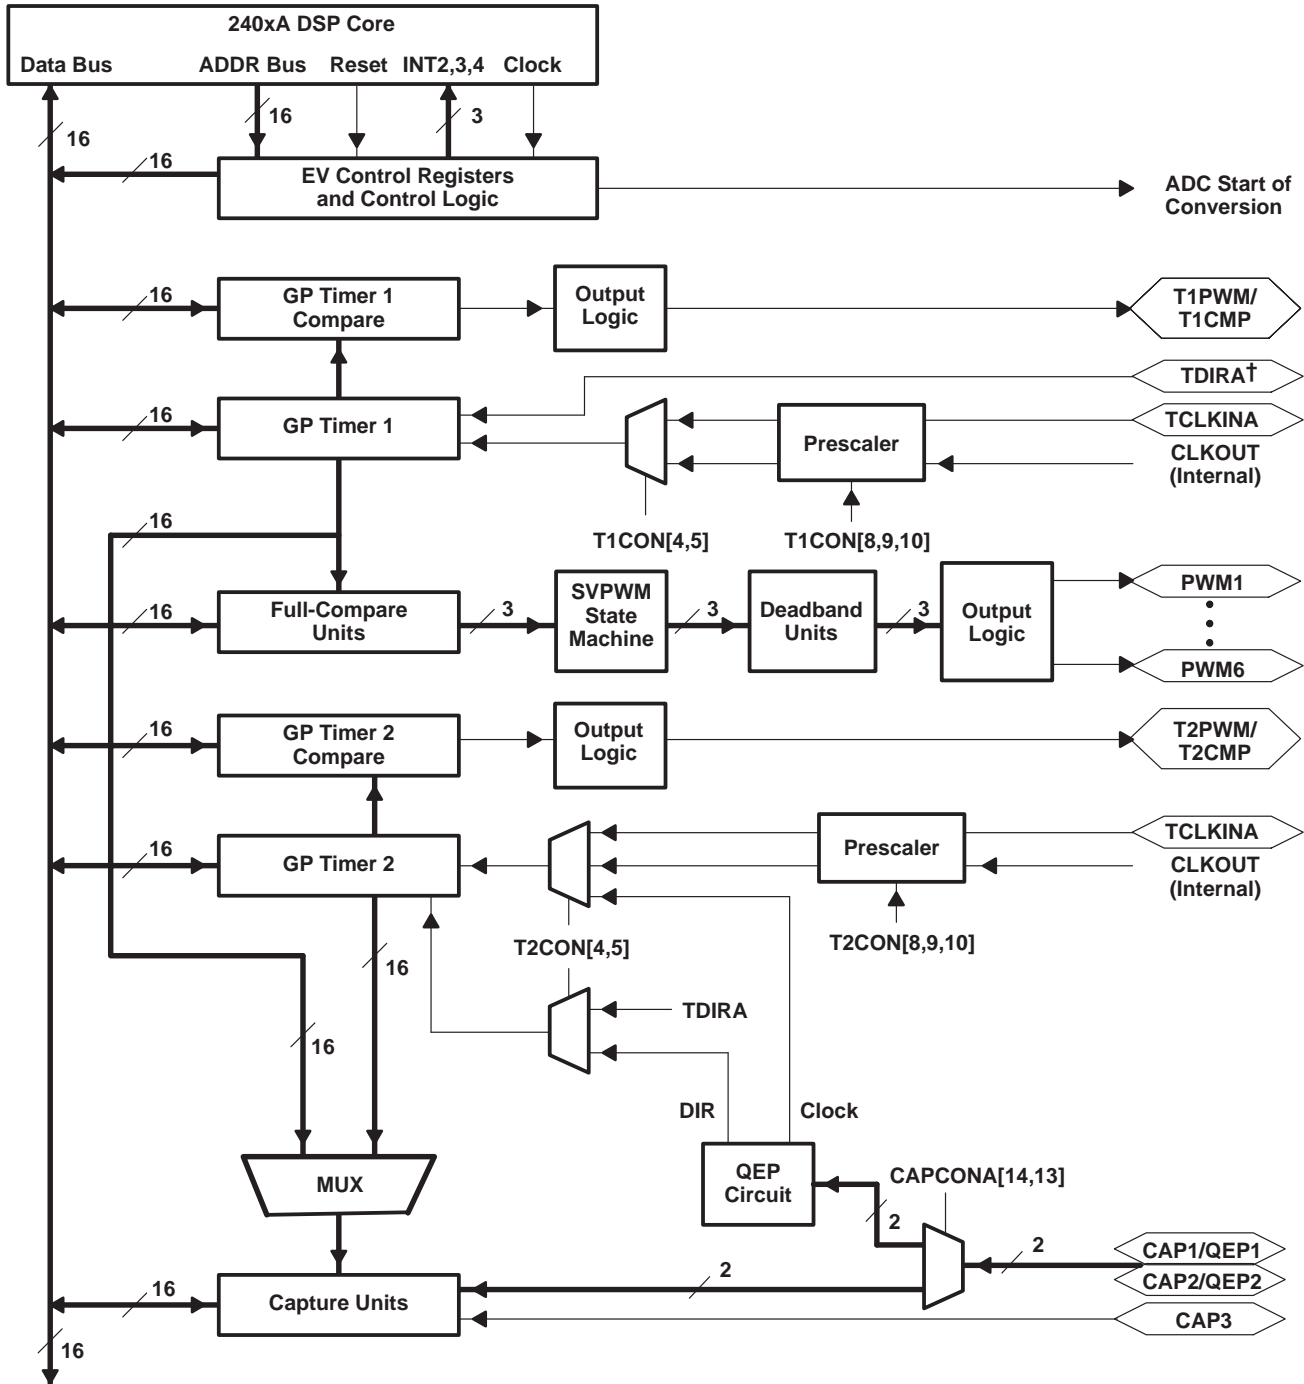 240xA DSP Core
Data Bus
ADDR Bus
Reset
INT2,3,4
Clock
16
16
3
16
EV Control Registers
and Control Logic
ADC Start of
Conversion
16
GP Timer 1
Compare
Output
Logic
T1PWM/
T1CMP
TDIRA†
16
GP Timer 1
Prescaler
TCLKINA
CLKOUT
(Internal)
16
T1CON[4,5]
T1CON[8,9,10]
16
Full-Compare
Units
3
SVPWM
State
Machine
3
Deadband
Units
3
Output
Logic
PWM1
PWM6
16
GP Timer 2
Compare
Output
Logic
T2PWM/
T2CMP
16
GP Timer 2
Prescaler
TCLKINA
CLKOUT
(Internal)
16
T2CON[4,5]
T2CON[8,9,10]
16
TDIRA
DIR
Clock
MUX
QEP
Circuit
CAPCONA[14,13]
2
2
CAP1/QEP1
2
CAP2/QEP2
16
Capture Units
CAP3
16